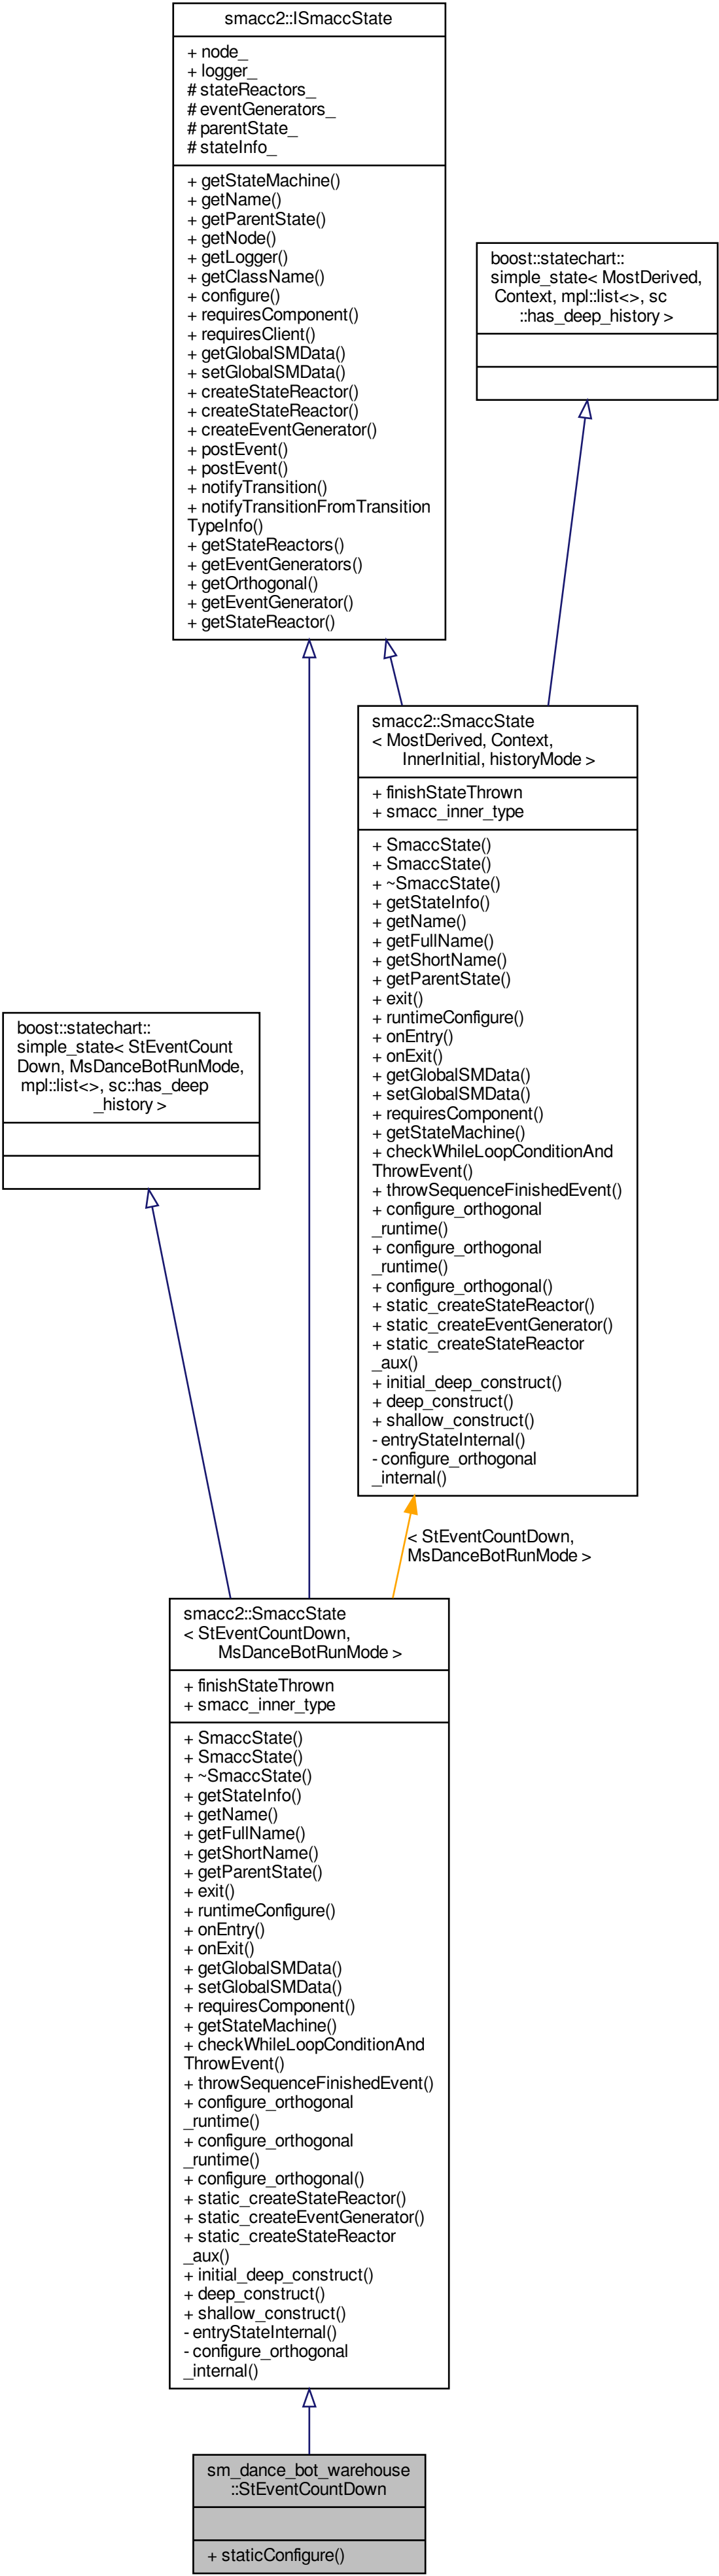 smacc2::ISmaccState
+ node_
+ logger_
# stateReactors_
# eventGenerators_
# parentState_
# stateInfo_
+ getStateMachine()
+ getName()
+ getParentState()
+ getNode()
+ getLogger()
+ getClassName()
+ configure()
+ requiresComponent()
+ requiresClient()
+ getGlobalSMData()
+ setGlobalSMData()
+ createStateReactor()
+ createStateReactor()
+ createEventGenerator()
+ postEvent()
+ postEvent()
+ notifyTransition()
+ notifyTransitionFromTransition
TypeInfo()
+ getStateReactors()
+ getEventGenerators()
+ getOrthogonal()
+ getEventGenerator()
+ getStateReactor()
boost::statechart::
simple_state< MostDerived,
Context, mpl::list<>, sc
::has_deep_history >
smacc2::SmaccState
< MostDerived, Context,
InnerInitial, historyMode >
+ finishStateThrown
+ smacc_inner_type
+ SmaccState()
+ SmaccState()
+ ~SmaccState()
+ getStateInfo()
+ getName()
+ getFullName()
+ getShortName()
+ getParentState()
+ exit()
+ runtimeConfigure()
+ onEntry()
+ onExit()
+ getGlobalSMData()
+ setGlobalSMData()
+ requiresComponent()
+ getStateMachine()
+ checkWhileLoopConditionAnd
ThrowEvent()
+ throwSequenceFinishedEvent()
+ configure_orthogonal
_runtime()
+ configure_orthogonal
_runtime()
+ configure_orthogonal()
+ static_createStateReactor()
+ static_createEventGenerator()
+ static_createStateReactor
_aux()
+ initial_deep_construct()
+ deep_construct()
+ shallow_construct()
- entryStateInternal()
- configure_orthogonal
_internal()
boost::statechart::
simple_state< StEventCount
Down, MsDanceBotRunMode,
mpl::list<>, sc::has_deep
_history >
< StEventCountDown,
MsDanceBotRunMode >
smacc2::SmaccState
< StEventCountDown,
MsDanceBotRunMode >
+ finishStateThrown
+ smacc_inner_type
+ SmaccState()
+ SmaccState()
+ ~SmaccState()
+ getStateInfo()
+ getName()
+ getFullName()
+ getShortName()
+ getParentState()
+ exit()
+ runtimeConfigure()
+ onEntry()
+ onExit()
+ getGlobalSMData()
+ setGlobalSMData()
+ requiresComponent()
+ getStateMachine()
+ checkWhileLoopConditionAnd
ThrowEvent()
+ throwSequenceFinishedEvent()
+ configure_orthogonal
_runtime()
+ configure_orthogonal
_runtime()
+ configure_orthogonal()
+ static_createStateReactor()
+ static_createEventGenerator()
+ static_createStateReactor
_aux()
+ initial_deep_construct()
+ deep_construct()
+ shallow_construct()
- entryStateInternal()
- configure_orthogonal
_internal()
sm_dance_bot_warehouse
::StEventCountDown
+ staticConfigure()